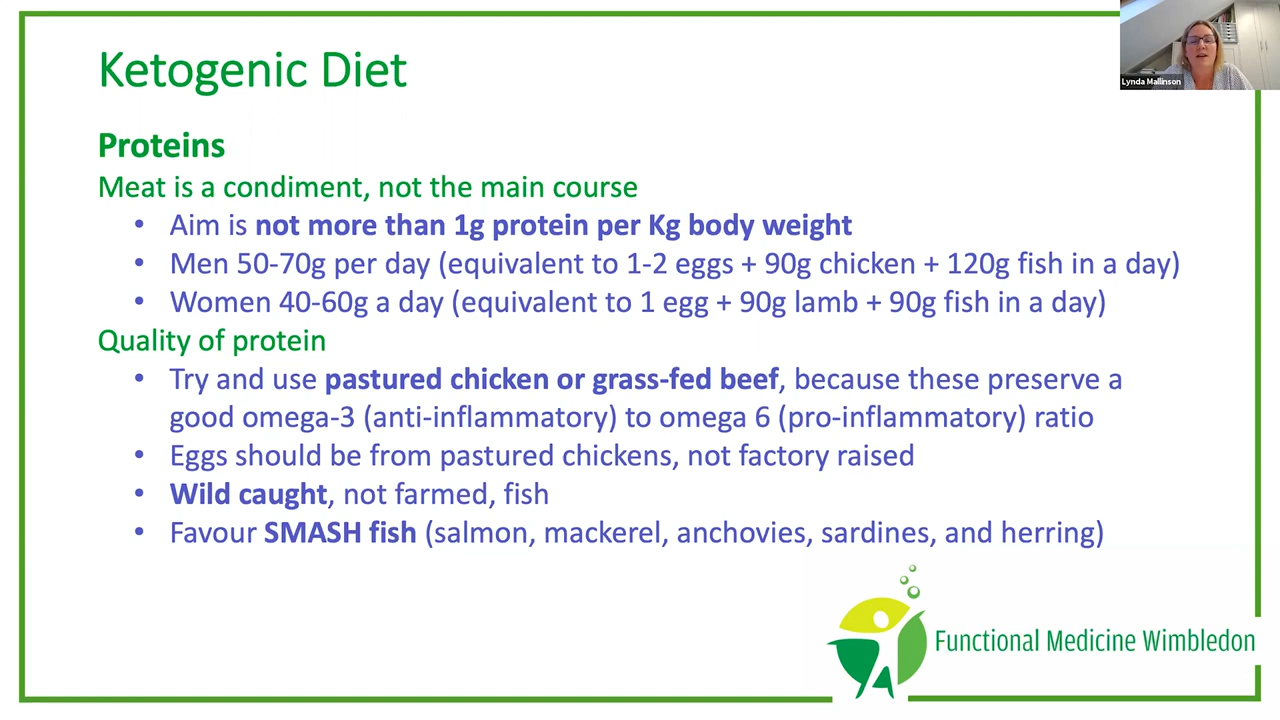 Ketogenic Diet
Lynda Mallinson
Proteins
Meat is a condiment, not the main course
• Aim is not more than 1g protein per Kg body weight
• Men 50-70g per day (equivalent to 1-2 eggs + 90g chicken + 120g fish in a day)
• Women 40-60g a day (equivalent to 1 egg + 90g lamb + 90g fish in a day)
Quality of protein
• Try and use pastured chicken or grass-fed beef, because these preserve a
good omega-3 (anti-inflammatory) to omega 6 (pro-inflammatory) ratio
• Eggs should be from pastured chickens, not factory raised
• Wild caught, not farmed, fish
• Favour SMASH fish (salmon, mackerel, anchovies, sardines, and herring)
Functional Medicine Wimbledon